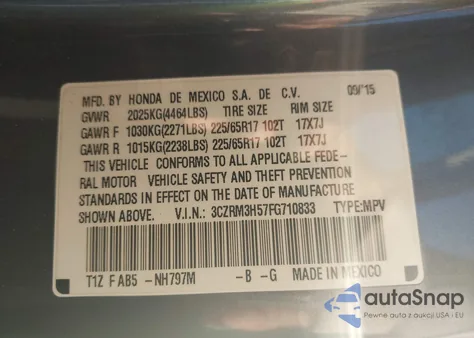 MFD. BY HONDA DE MEXICO S.A. DE C.V. 09/'15
GVWR 2025KG(4464LBS) TIRE SIZE RIM SIZE
GAWR F 1030KG(2271LBS) 225/65R17 102T 17X7J
GAWR R 1015KG(2238LBS) 225/65R17 102T 17X7J
THIS VEHICLE CONFORMS TO ALL APPLICABLE FEDE-
RAL MOTOR VEHICLE SAFETY AND THEFT PREVENTION
STANDARDS IN EFFECT ON THE DATE OF MANUFACTURE
SHOWN ABOVE. V.I.N.: 3CZRM3H57FG710833 TYPE:MPV
T1Z F AB5 -NH797M -B -G MADE IN MEXICO
autoSnap
Pewne auta z aukcji USA i EU